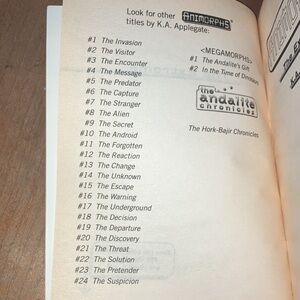 Look for other ANIMORPHS
titles by K.A. Applegate:
#1 The Invasion
#2 The Visitor
#3 The Encounter
#4 The Message
#5 The Predator
#6 The Capture
#7 The Stranger
#8 The Alien
#9 The Secret
#10 The Android
#11 The Forgotten
#12 The Reaction
#13 The Change
#14 The Unknown
#15 The Escape
#16 The Warning
#17 The Underground
#18 The Decision
#19 The Departure
#20 The Discovery
#21 The Threat
#22 The Solution
#23 The Pretender
#24 The Suspicion
<MEGAMORPHS>
#1 The Andalite's Gift
#2 In the Time of Dinosaurs
the
andalite
chronicles
The Hork-Bajir Chronicles